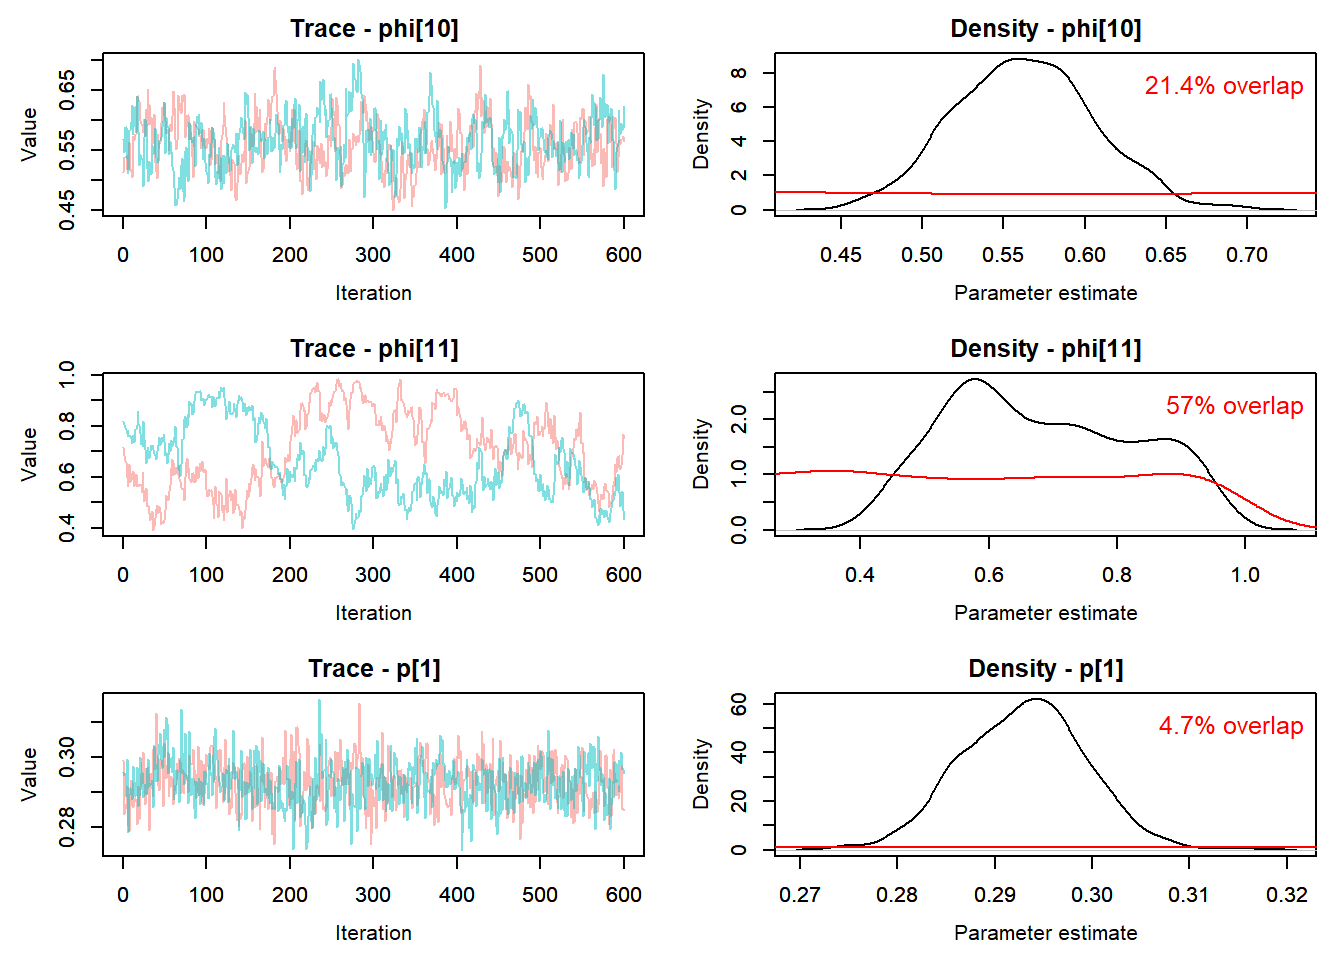 Trace - phi[10]
Value
0.45 0.55 0.65
0 100 200 300 400 500 600
Iteration
Density - phi[10]
21.4% overlap
Density
0 2 4 6 8
0.45 0.50 0.55 0.60 0.65 0.70
Parameter estimate
Trace - phi[11]
Value
0.4 0.6 0.8 1.0
0 100 200 300 400 500 600
Iteration
Density - phi[11]
57% overlap
Density
0.0 1.0 2.0
0.4 0.6 0.8 1.0
Parameter estimate
Trace - p[1]
Value
0.28 0.30
0 100 200 300 400 500 600
Iteration
Density - p[1]
4.7% overlap
Density
0 20 40 60
0.27 0.28 0.29 0.30 0.31 0.32
Parameter estimate